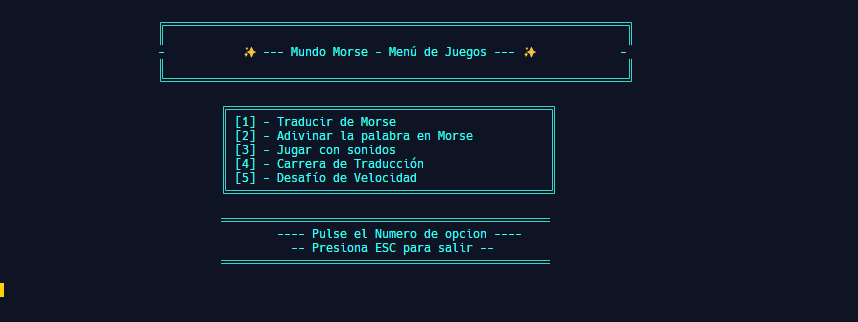 - ✨ --- Mundo Morse - Menú de Juegos --- ✨ -
[1] - Traducir de Morse
[2] - Adivinar la palabra en Morse
[3] - Jugar con sonidos
[4] - Carrera de Traducción
[5] - Desafío de Velocidad
---- Pulse el Numero de opcion ----
-- Presiona ESC para salir --